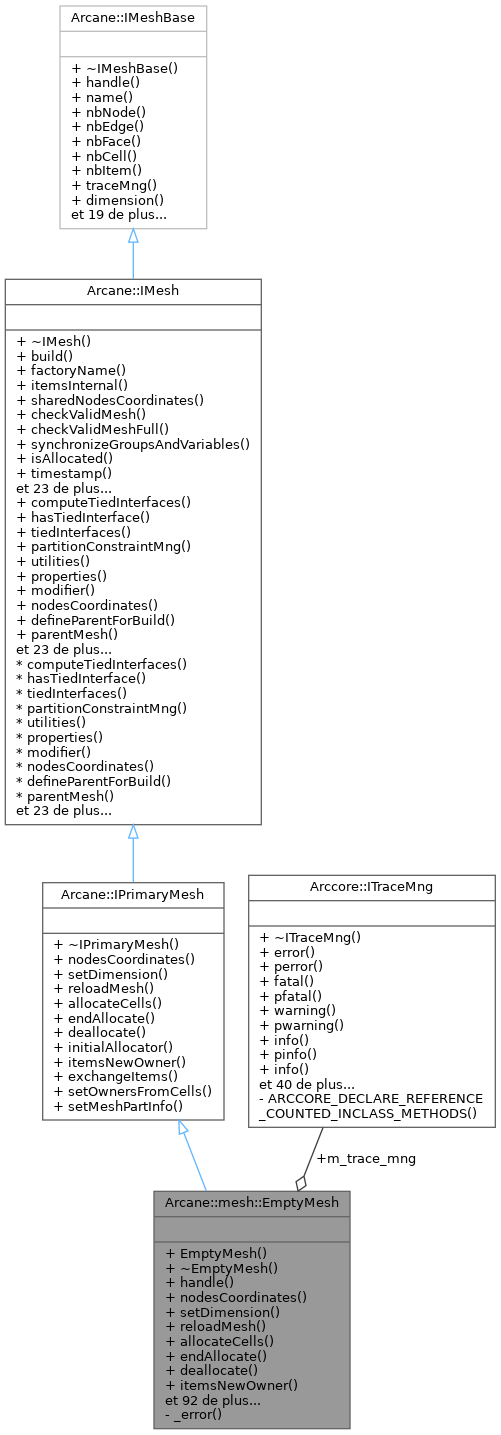 Arcane::IMeshBase
+ ~IMeshBase()
+ handle()
+ name()
+ nbNode()
+ nbEdge()
+ nbFace()
+ nbCell()
+ nbItem()
+ traceMng()
+ dimension()
et 19 de plus...
Arcane::IMesh
+ ~IMesh()
+ build()
+ factoryName()
+ itemsInternal()
+ sharedNodesCoordinates()
+ checkValidMesh()
+ checkValidMeshFull()
+ synchronizeGroupsAndVariables()
+ isAllocated()
+ timestamp()
et 23 de plus...
+ computeTiedInterfaces()
+ hasTiedInterface()
+ tiedInterfaces()
+ partitionConstraintMng()
+ utilities()
+ properties()
+ modifier()
+ nodesCoordinates()
+ defineParentForBuild()
+ parentMesh()
et 23 de plus...
* computeTiedInterfaces()
* hasTiedInterface()
* tiedInterfaces()
* partitionConstraintMng()
* utilities()
* properties()
* modifier()
* nodesCoordinates()
* defineParentForBuild()
* parentMesh()
et 23 de plus...
Arcane::IPrimaryMesh
+ ~IPrimaryMesh()
+ nodesCoordinates()
+ setDimension()
+ reloadMesh()
+ allocateCells()
+ endAllocate()
+ deallocate()
+ initialAllocator()
+ itemsNewOwner()
+ exchangeItems()
+ setOwnersFromCells()
+ setMeshPartInfo()
Arccore::ITraceMng
+ ~ITraceMng()
+ error()
+ perror()
+ fatal()
+ pfatal()
+ warning()
+ pwarning()
+ info()
+ pinfo()
+ info()
et 40 de plus...
- ARCCORE_DECLARE_REFERENCE
_COUNTED_INCLASS_METHODS()
+m_trace_mng
Arcane::mesh::EmptyMesh
+ EmptyMesh()
+ ~EmptyMesh()
+ handle()
+ nodesCoordinates()
+ setDimension()
+ reloadMesh()
+ allocateCells()
+ endAllocate()
+ deallocate()
+ itemsNewOwner()
et 92 de plus...
- _error()